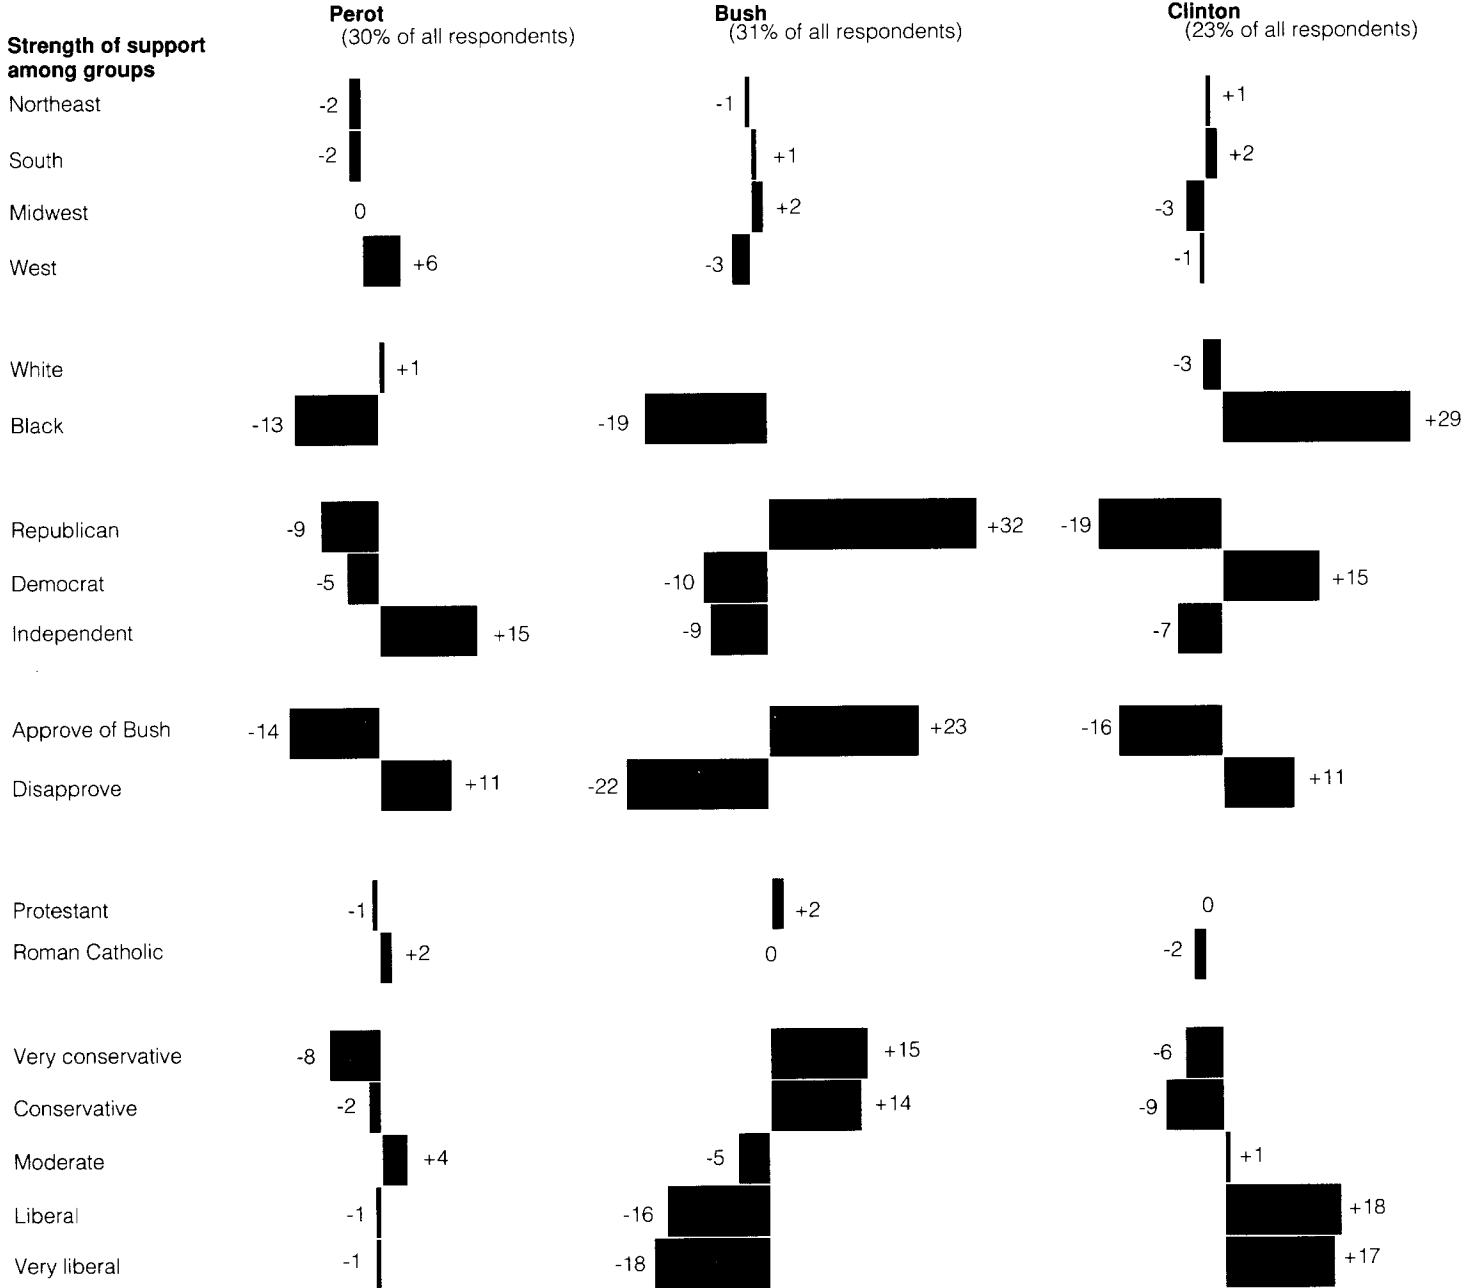 Perot Bush Clinton
(30% of all respondents) (31% of all respondents) (23% of all respondents)
Strength of support
among groups
Northeast -2 -1 +1
South -2 +1 +2
Midwest 0 +2 -3
West +6 -3 -1
White +1 -3
Black -13 -19 +29
Republican -9 +32 -19
Democrat -5 -10 +15
Independent +15 -9 -7
Approve of Bush -14 +23 -16
Disapprove +11 -22 +11
Protestant -1 +2 0
Roman Catholic +2 0 -2
Very conservative -8 +15 -6
Conservative -2 +14 -9
Moderate +4 -5 +1
Liberal -1 -16 +18
Very liberal -1 -18 +17